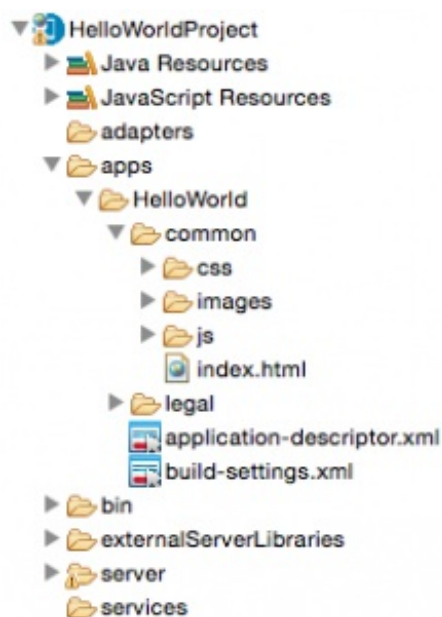 HelloWorldProject
Java Resources
JavaScript Resources
adapters
apps
HelloWorld
common
css
images
js
index.html
legal
application-descriptor.xml
build-settings.xml
bin
externalServerLibraries
server
services